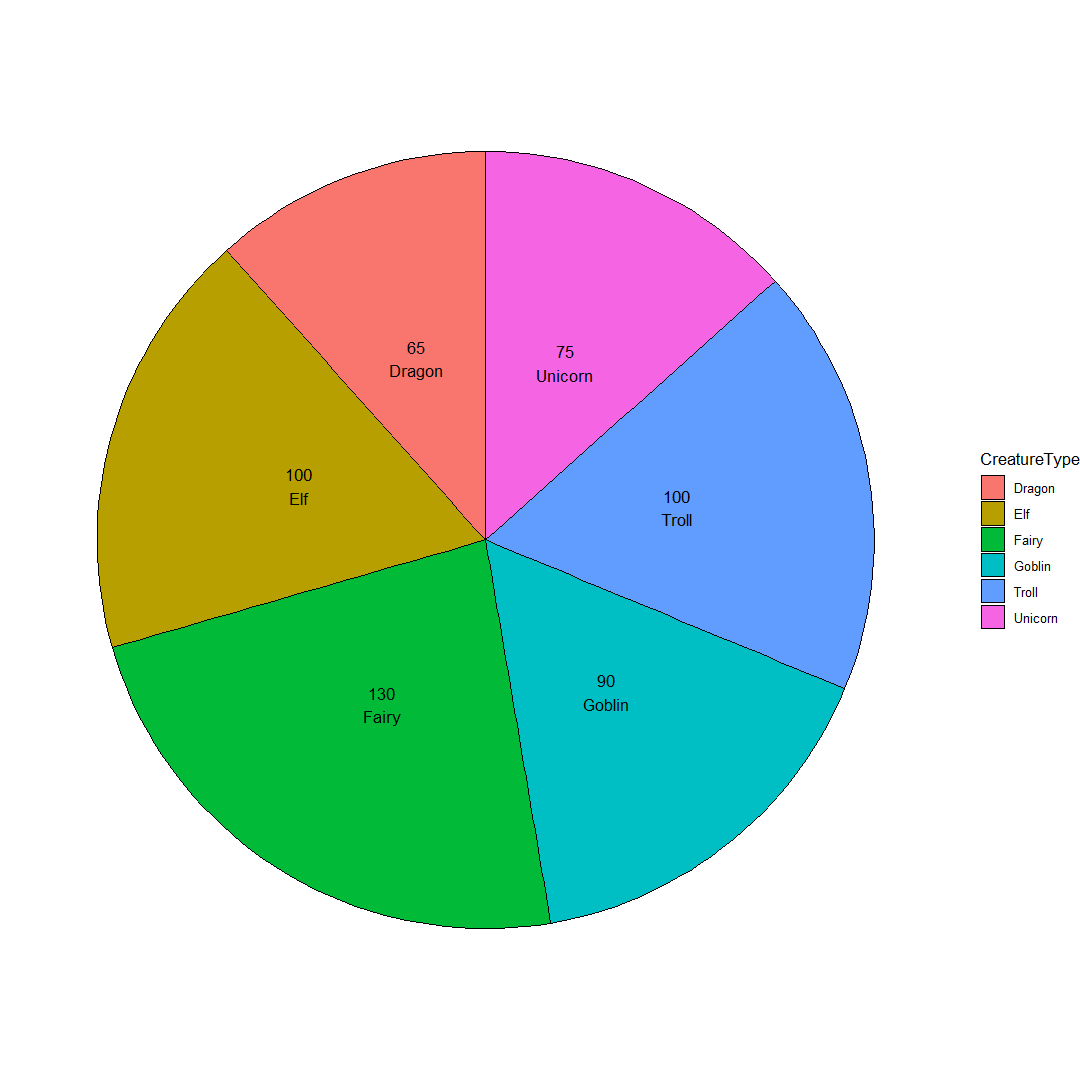 65
Dragon
75
Unicorn
100
Elf
100
Troll
130
Fairy
90
Goblin
CreatureType
Dragon
Elf
Fairy
Goblin
Troll
Unicorn